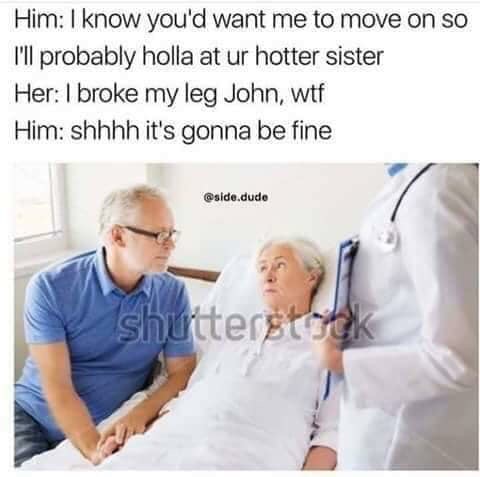 Him: I know you'd want me to move on so
I'll probably holla at ur hotter sister
Her: I broke my leg John, wtf
Him: shhhh it's gonna be fine
@side.dude
shutterstock